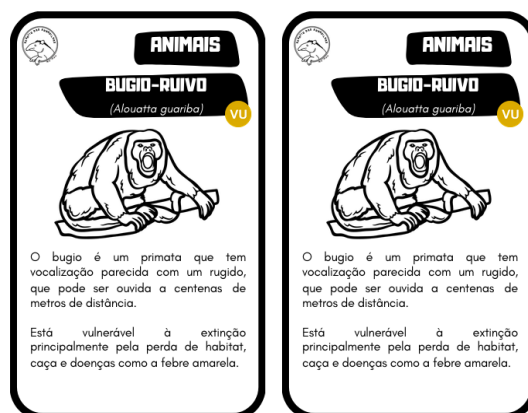 ANIMAIS
BUGIO-RUIVO
(Alouatta guariba)
VU
O bugio é um primata que tem
vocalização parecida com um rugido,
que pode ser ouvida a centenas de
metros de distância.
Está vulnerável à extinção
principalmente pela perda de habitat,
caça e doenças como a febre amarela.
ANIMAIS
BUGIO-RUIVO
(Alouatta guariba)
VU
O bugio é um primata que tem
vocalização parecida com um rugido,
que pode ser ouvida a centenas de
metros de distância.
Está vulnerável à extinção
principalmente pela perda de habitat,
caça e doenças como a febre amarela.